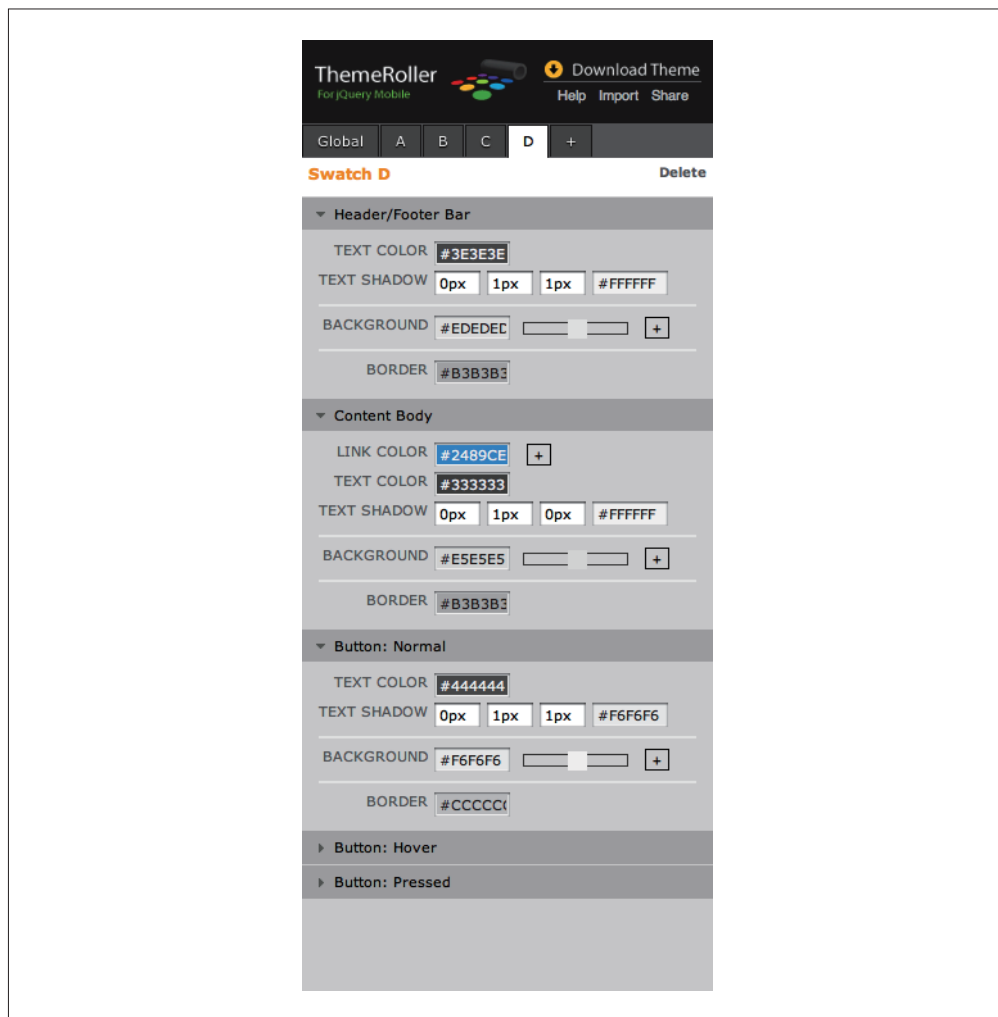 ThemeRoller
For jQuery Mobile
Download Theme
Help Import Share
Global A B C D +
Swatch D Delete
Header/Footer Bar
TEXT COLOR #3E3E3E
TEXT SHADOW 0px 1px 1px #FFFFFF
BACKGROUND #EDEDED +
BORDER #B3B3B3
Content Body
LINK COLOR #2489CE +
TEXT COLOR #333333
TEXT SHADOW 0px 1px 0px #FFFFFF
BACKGROUND #E5E5E5 +
BORDER #B3B3B3
Button: Normal
TEXT COLOR #444444
TEXT SHADOW 0px 1px 1px #F6F6F6
BACKGROUND #F6F6F6 +
BORDER #CCCCC
Button: Hover
Button: Pressed